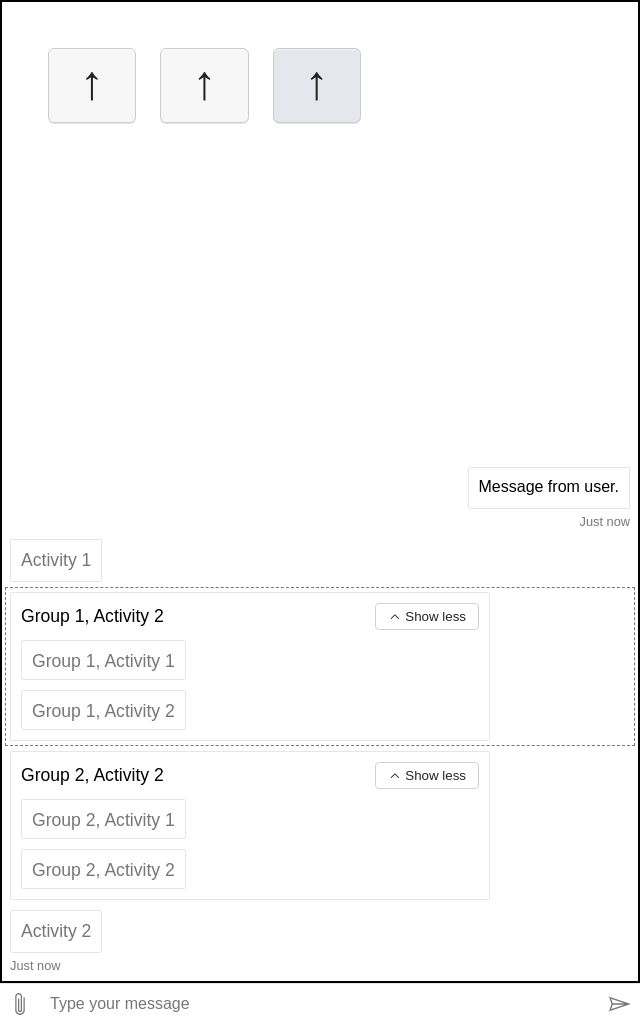 ↑ ↑ ↑
Message from user.
Just now
Activity 1
Group 1, Activity 2
Show less
Group 1, Activity 1
Group 1, Activity 2
Group 2, Activity 2
Show less
Group 2, Activity 1
Group 2, Activity 2
Activity 2
Just now
Type your message